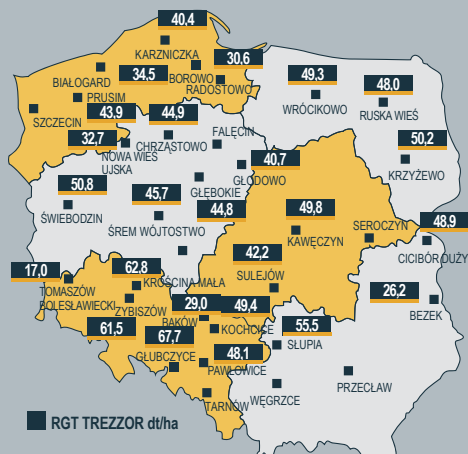 40,4
KARZNICZKA
30,6
BIAŁOGARD
34,5
BOROWO
RADOSTOWO
49,3
WRÓCIKOWO
48,0
RUSKA WIEŚ
PRUSIM
43,9
44,9
SZCZECIN
32,7
CHRZĄSTOWO
FALĘCIN
50,2
NOWA WIEŚ
UJSKA
40,7
KRZYŻEWO
GŁODOWO
50,8
45,7
GŁĘBOKIE
44,8
49,8
ŚWIEBODZIN
ŚREM WÓJTOSTWO
SEROCZYN
48,9
KAWĘCZYN
42,2
CICIBÓR DUŻY
17,0
62,8
SULEJÓW
TOMASZÓW
BOLESŁAWIECKI
KROŚCINA MAŁA
26,2
BEZEK
ZYBISZÓW
29,0
49,4
BĄKÓW
61,5
KOCHCICE
55,5
SŁUPIA
67,7
GŁUBCZYCE
48,1
PAWŁOWICE
PRZECŁAW
WĘGRZCE
TARNÓW
RGT TREZZOR dt/ha